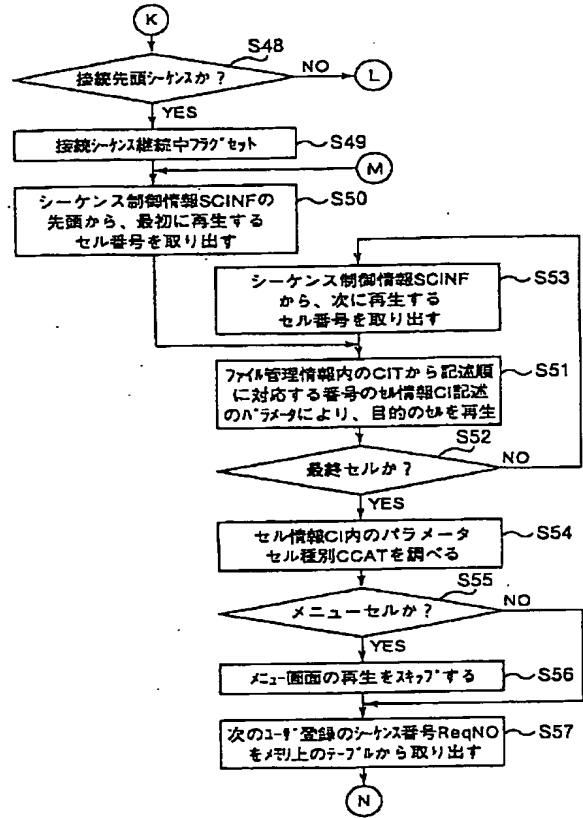 K
S48
接続先頭シーケンスか？
NO
L
YES
接続シーケンス継続中フラグセット
S49
M
シーケンス制御情報SCINFの
先頭から、最初に再生する
セル番号を取り出す
S50
シーケンス制御情報SCINF
から、次に再生する
セル番号を取り出す
S53
ファイル管理情報内のCITから記述順
に対応する番号のセル情報CI記述
のパラメータにより、目的のセルを再生
S51
S52
最終セルか？
NO
YES
セル情報CI内のパラメータ
セル種別CCATを調べる
S54
S55
メニューセルか？
NO
YES
メニュー画面の再生をスキップする
S56
次のユーザ登録のシーケンス番号ReqNO
をメモリ上のテーブルから取り出す
S57
N